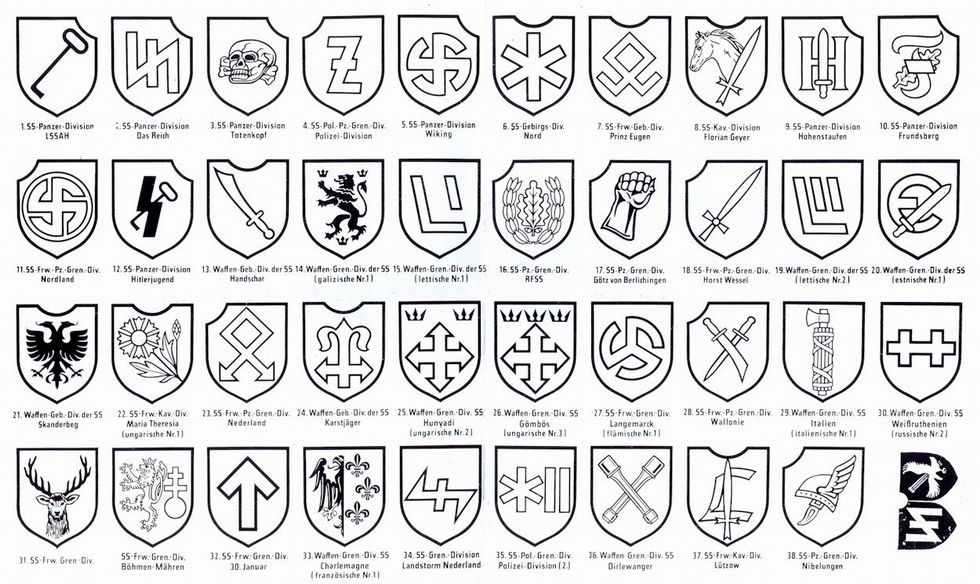 1.SS-Panzer-Division
LSSAH
2.SS-Panzer-Division
Das Reich
3.SS-Panzer-Division
Totenkopf
4.SS-Pol.-Pz.-Gren.-Div.
Polizei-Division
5.SS-Panzer-Division
Wiking
6.SS-Gebirgs-Div.
Nord
7.SS-Frw.-Geb.-Div.
Prinz Eugen
8.SS-Kav.-Division
Florian Geyer
9.SS-Panzer-Division
Hohenstaufen
10.SS-Panzer-Division
Frundsberg
11.SS-Frw.-Pz.-Gren.-Div.
Nordland
12.SS-Panzer-Division
Hitlerjugend
13.Waffen-Geb.-Div.der SS
Handschar
14.Waffen-Gren.-Div.der SS
(galizische Nr.1)
15.Waffen-Gren.-Div.der SS
(lettische Nr.1)
16.SS-Pz.-Gren.-Div.
RFSS
17.SS-Pz.-Gren.-Div.
Götz von Berlichingen
18.SS-Frw.-Pz.-Gren.-Div.
Horst Wessel
19.Waffen-Gren.-Div.der SS
(lettische Nr.2)
20.Waffen-Gren.-Div.der SS
(estnische Nr.1)
21.Waffen-Geb.-Div.der SS
Skanderbeg
22.SS-Frw.-Kav.-Div.
Maria Theresia
(ungarische Nr.1)
23.SS-Frw.-Pz.-Gren.-Div.
Nederland
24.Waffen-Geb.-Div.der SS
Karstjäger
25.Waffen-Gren.-Div.SS
Hunyadi
(ungarische Nr.2)
26.Waffen-Gren.-Div.SS
Gömbös
(ungarische Nr.3)
27.SS-Frw.-Gren.-Div.
Langemarck
(flämische Nr.1)
28.SS-Frw.-Pz.-Gren.-Div.
Wallonie
29.Waffen-Gren.-Div.SS
Italien
(italienische Nr.1)
30.Waffen-Gren.-Div.SS
Weißruthenien
(russische Nr.2)
31.SS-Frw.Gren-Div.
SS-Frw.-Gren.-Div.
Böhmen-Mähren
32.SS-Frw.-Gren.-Div.
30.Januar
33.Waffen-Gren.-Div.SS
Charlemagne
(französische Nr.1)
34.SS-Gren.-Division
Landstorm Nederland
35.SS-Pol.-Gren.-Div.
Polizei-Division (2.)
36.Waffen-Gren.-Div.SS
Dirlewanger
37.SS-Frw.-Kav.-Div.
Lützow
38.SS-Pz.-Gren.-Div.
Nibelungen